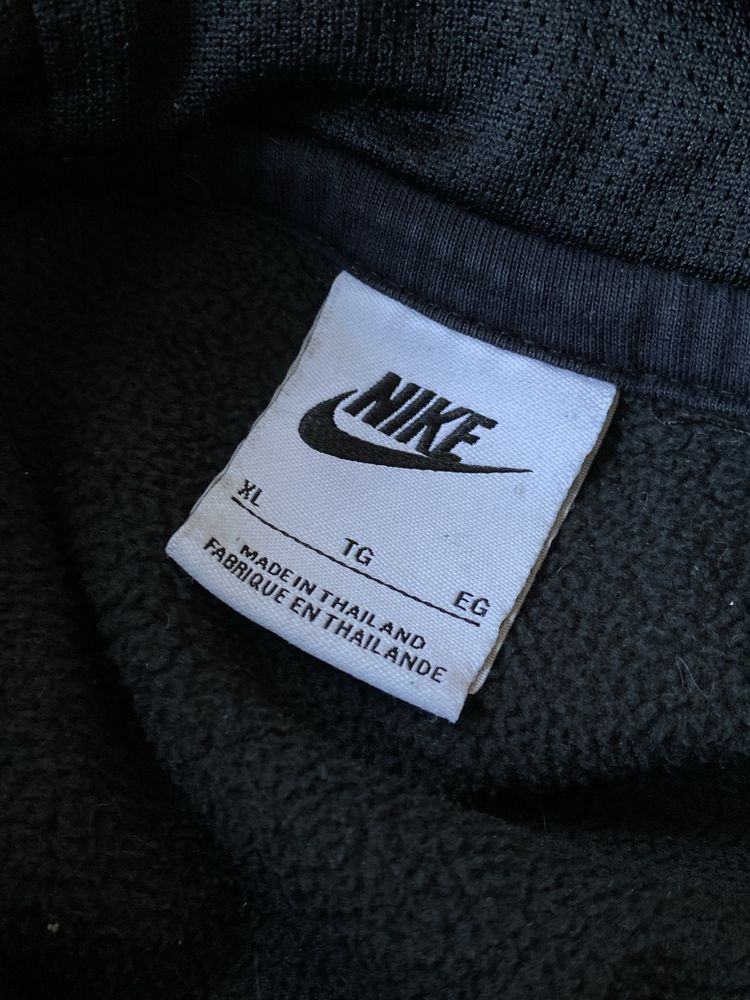 NIKE
XL TG EG
MADE IN THAILAND
FABRIQUE EN THAILANDE